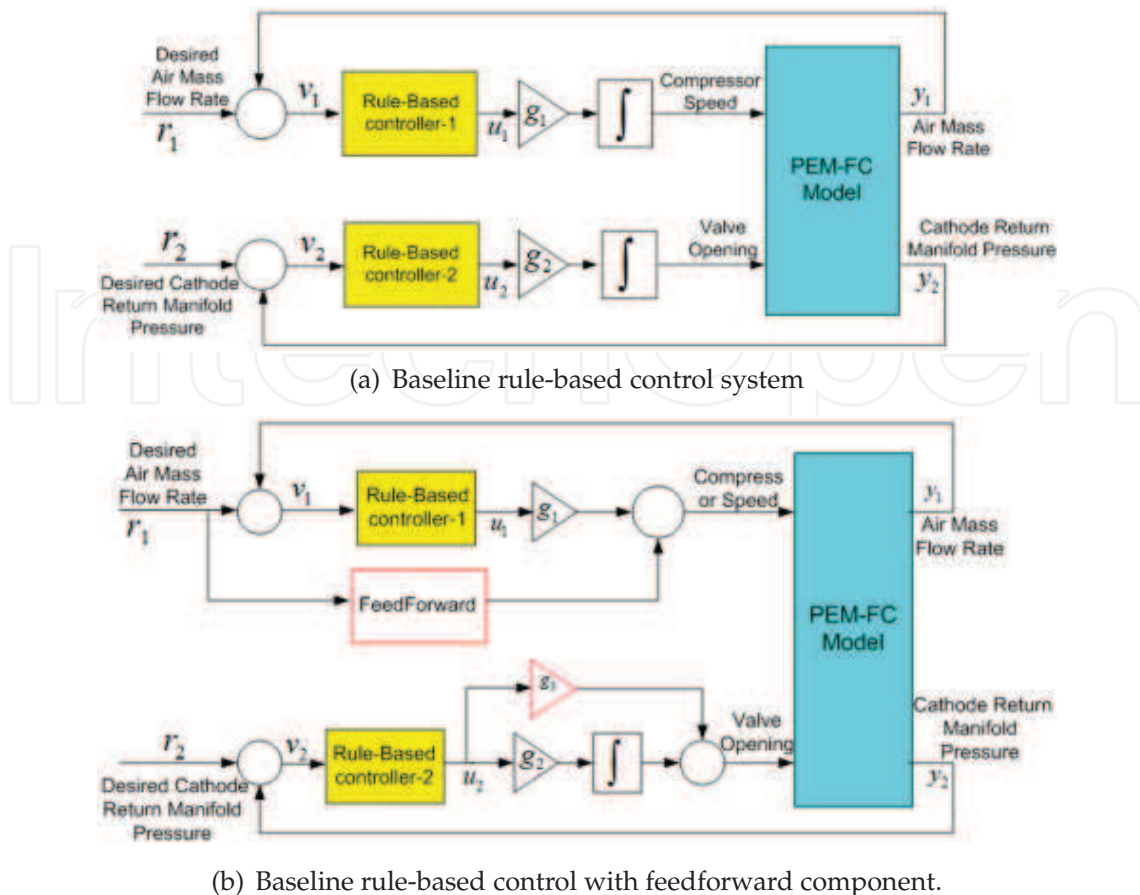 Desired
Air Mass
Flow Rate
r1
v1
Rule-Based
controller-1
u1
g1
∫
Compressor
Speed
PEM-FC
Model
y1
Air Mass
Flow Rate
r2
Desired Cathode
Return Manifold
Pressure
v2
Rule-Based
controller-2
u2
g2
∫
Valve
Opening
Cathode Return
Manifold Pressure
y2
(a) Baseline rule-based control system
IntechOpen
Desired
Air Mass
Flow Rate
r1
v1
Rule-Based
controller-1
u1
g1
Compress
or Speed
FeedForward
PEM-FC
Model
y1
Air Mass
Flow Rate
r2
Desired Cathode
Return Manifold
Pressure
v2
Rule-Based
controller-2
u2
g3
g2
∫
Valve
Opening
Cathode Return
Manifold
Pressure
y2
(b) Baseline rule-based control with feedforward component.